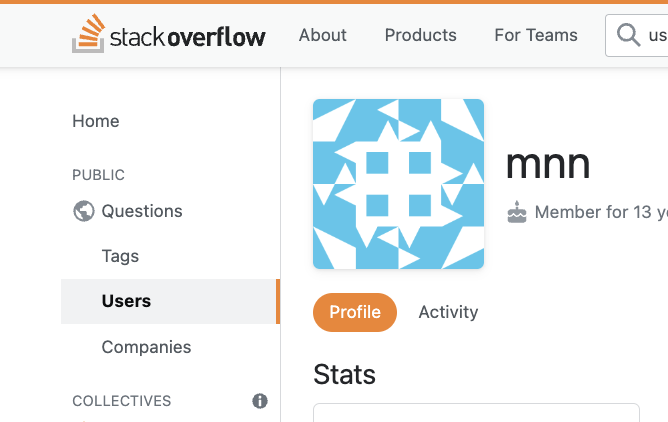 stackoverflow About Products For Teams us
Home
PUBLIC
Questions
Tags
Users
Companies
COLLECTIVES
mnn
Member for 13 ye
Profile Activity
Stats